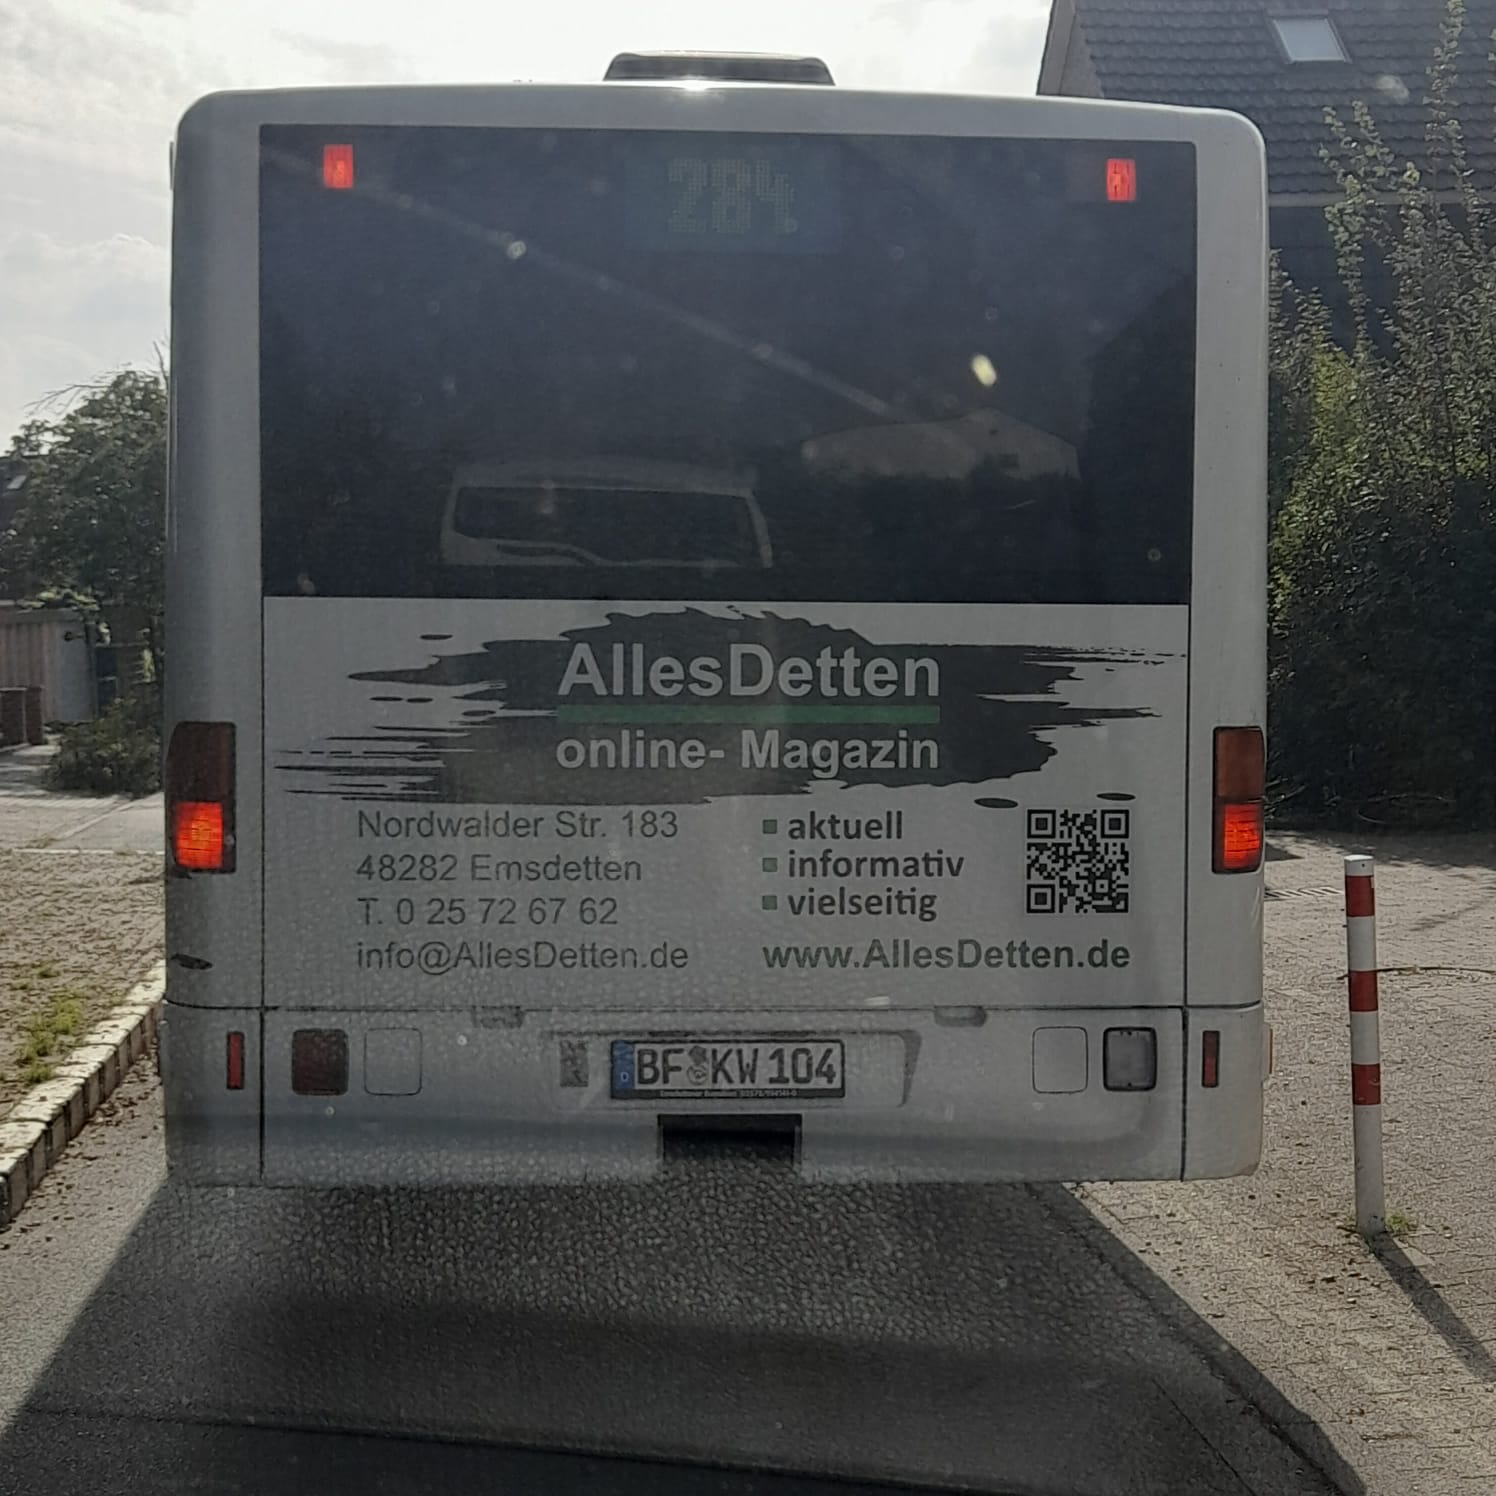 284
AllesDetten
online- Magazin
Nordwalder Str. 183
48282 Emsdetten
T. 0 25 72 67 62
info@AllesDetten.de
▪ aktuell
▪ informativ
▪ vielseitig
www.AllesDetten.de
D
BF KW 104